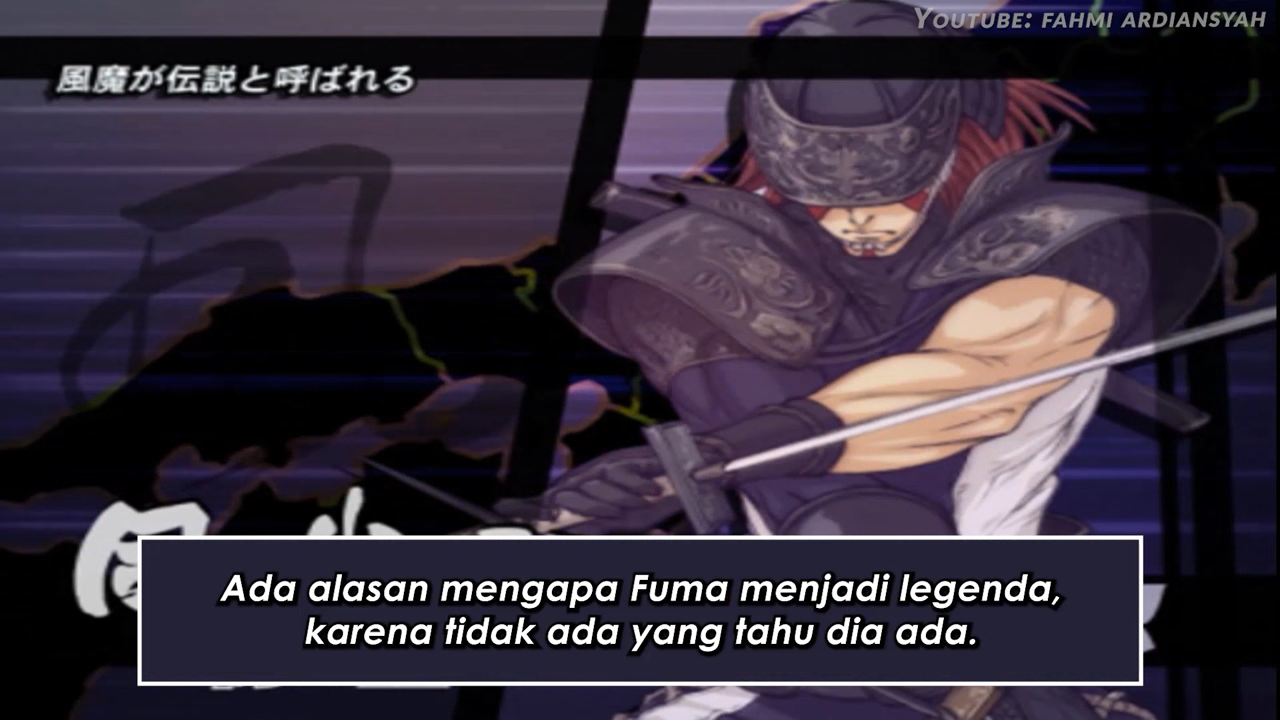 YOUTUBE: FAHMI ARDIANSYAH
風魔が伝説と呼ばれる
Ada alasan mengapa Fuma menjadi legenda,
karena tidak ada yang tahu dia ada.